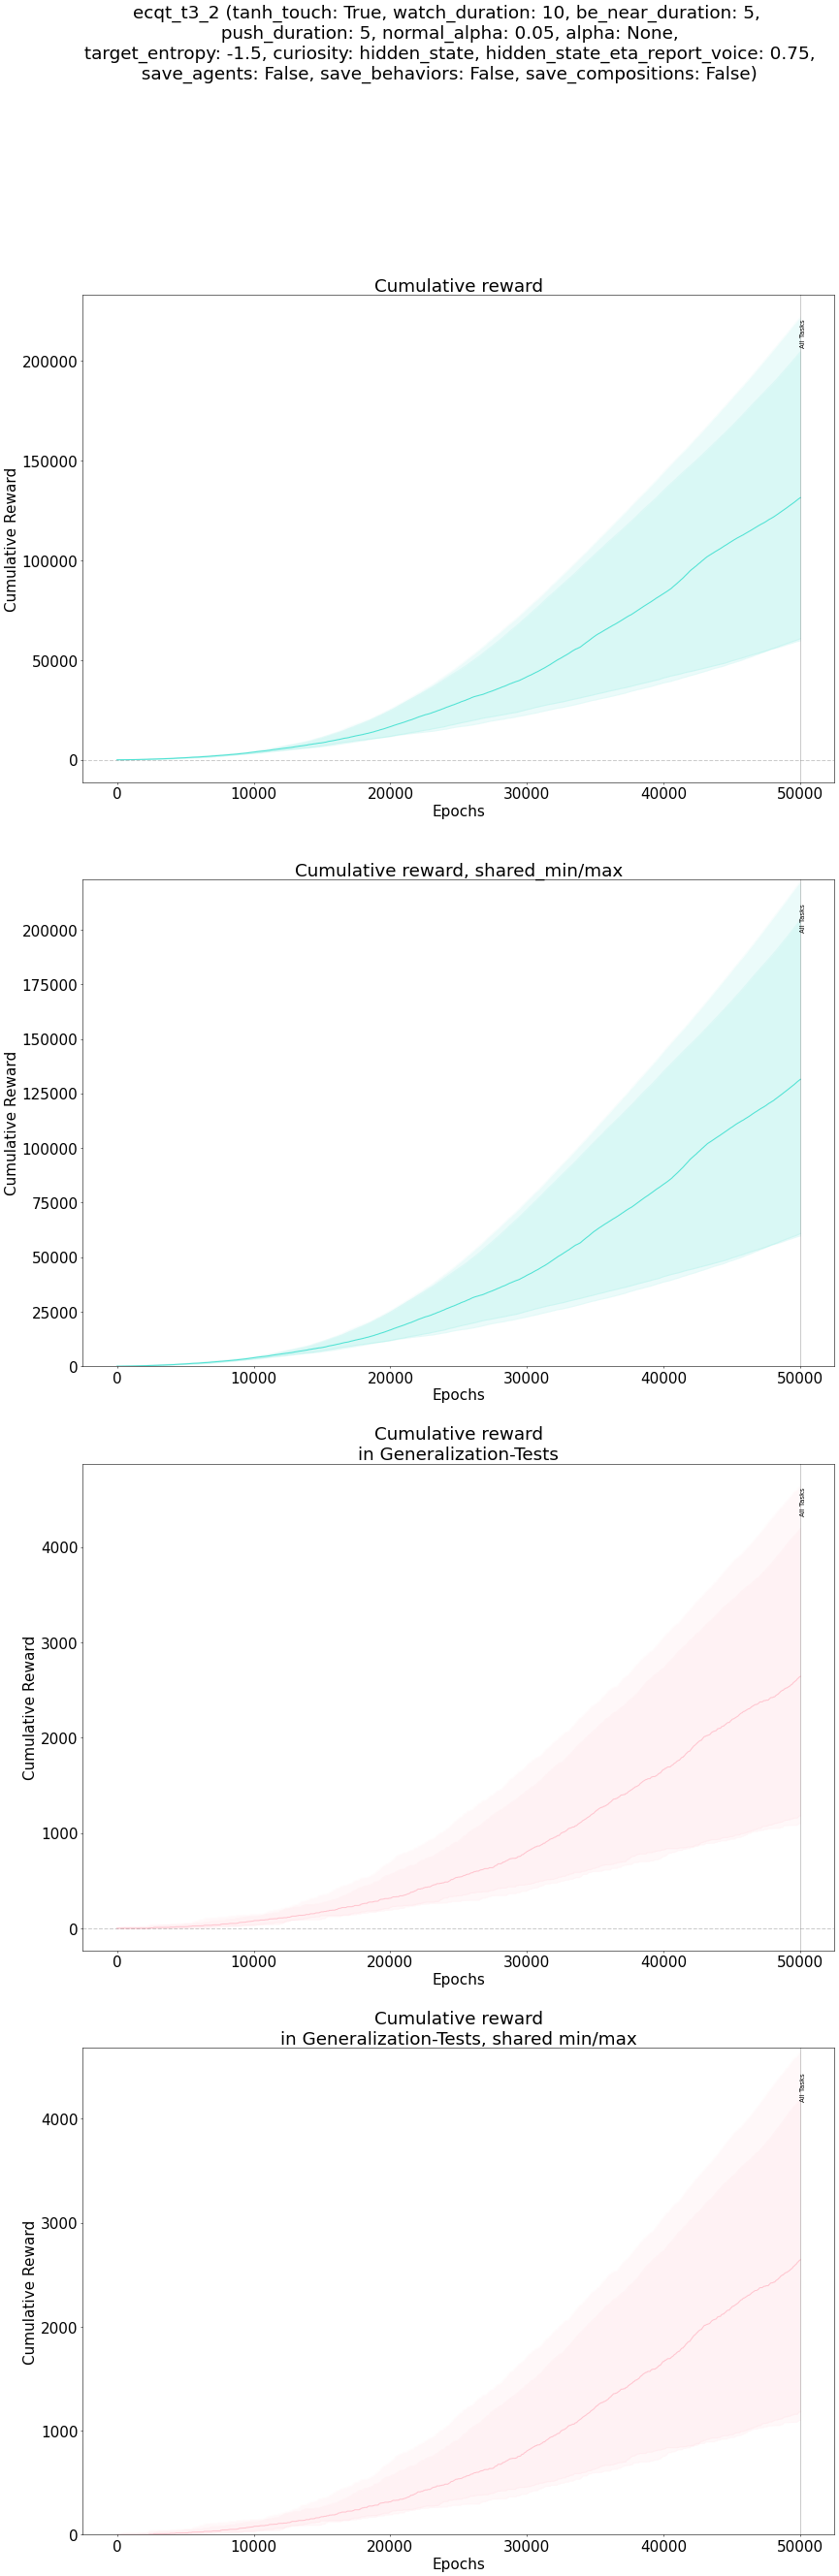 ecqt_t3_2 (tanh_touch: True, watch_duration: 10, be_near_duration: 5,
push_duration: 5, normal_alpha: 0.05, alpha: None,
target_entropy: -1.5, curiosity: hidden_state, hidden_state_eta_report_voice: 0.75,
save_agents: False, save_behaviors: False, save_compositions: False)
Cumulative reward
All Tasks
200000
150000
100000
50000
0
Cumulative Reward
0 10000 20000 30000 40000 50000
Epochs
Cumulative reward, shared_min/max
All Tasks
200000
175000
150000
125000
100000
75000
50000
25000
0
Cumulative Reward
0 10000 20000 30000 40000 50000
Epochs
Cumulative reward
in Generalization-Tests
All Tasks
4000
3000
2000
1000
0
Cumulative Reward
0 10000 20000 30000 40000 50000
Epochs
Cumulative reward
in Generalization-Tests, shared min/max
All Tasks
4000
3000
2000
1000
0
Cumulative Reward
0 10000 20000 30000 40000 50000
Epochs